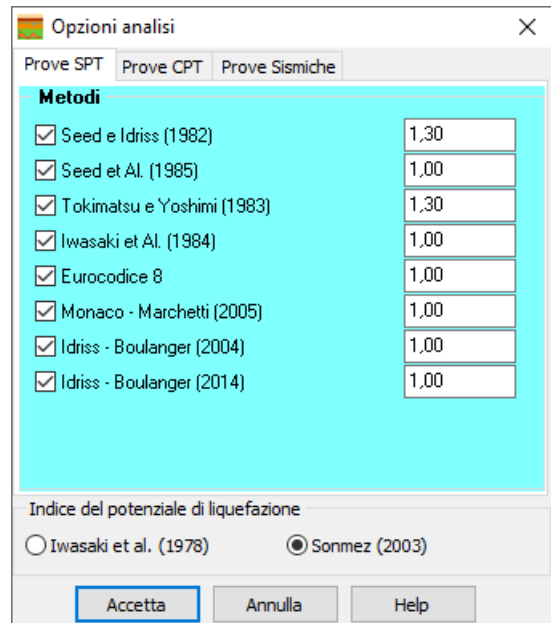 Opzioni analisi
Prove SPT Prove CPT Prove Sismiche
Metodi
Seed e Idriss (1982) 1,30
Seed et Al. (1985) 1,00
Tokimatsu e Yoshimi (1983) 1,30
Iwasaki et Al. (1984) 1,00
Eurocodice 8 1,00
Monaco - Marchetti (2005) 1,00
Idriss - Boulanger (2004) 1,00
Idriss - Boulanger (2014) 1,00
Indice del potenziale di liquefazione
Iwasaki et al. (1978) Sonmez (2003)
Accetta Annulla Help